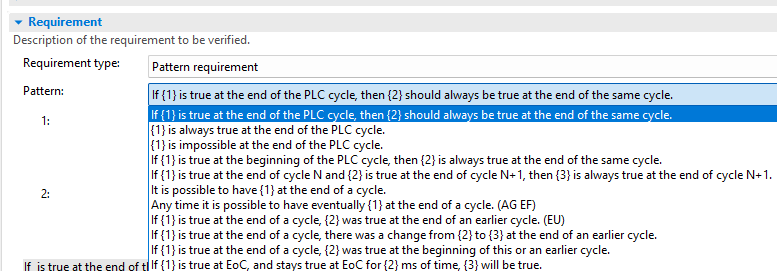 Requirement
Description of the requirement to be verified.
Requirement type:
Pattern requirement
Pattern:
If {1} is true at the end of the PLC cycle, then {2} should always be true at the end of the same cycle.
If {1} is true at the end of the PLC cycle, then {2} should always be true at the end of the same cycle.
1:
{1} is always true at the end of the PLC cycle.
{1} is impossible at the end of the PLC cycle.
If {1} is true at the beginning of the PLC cycle, then {2} is always true at the end of the same cycle.
If {1} is true at the end of cycle N and {2} is true at the end of cycle N+1, then {3} is always true at the end of cycle N+1.
2:
It is possible to have {1} at the end of a cycle.
Any time it is possible to have eventually {1} at the end of a cycle. (AG EF)
If {1} is true at the end of a cycle, {2} was true at the end of an earlier cycle. (EU)
If {1} is true at the end of a cycle, there was a change from {2} to {3} at the end of an earlier cycle.
If {1} is true at the end of a cycle, {2} was true at the beginning of this or an earlier cycle.
If is true at the end of th
If {1} is true at EoC, and stays true at EoC for {2} ms of time, {3} will be true.